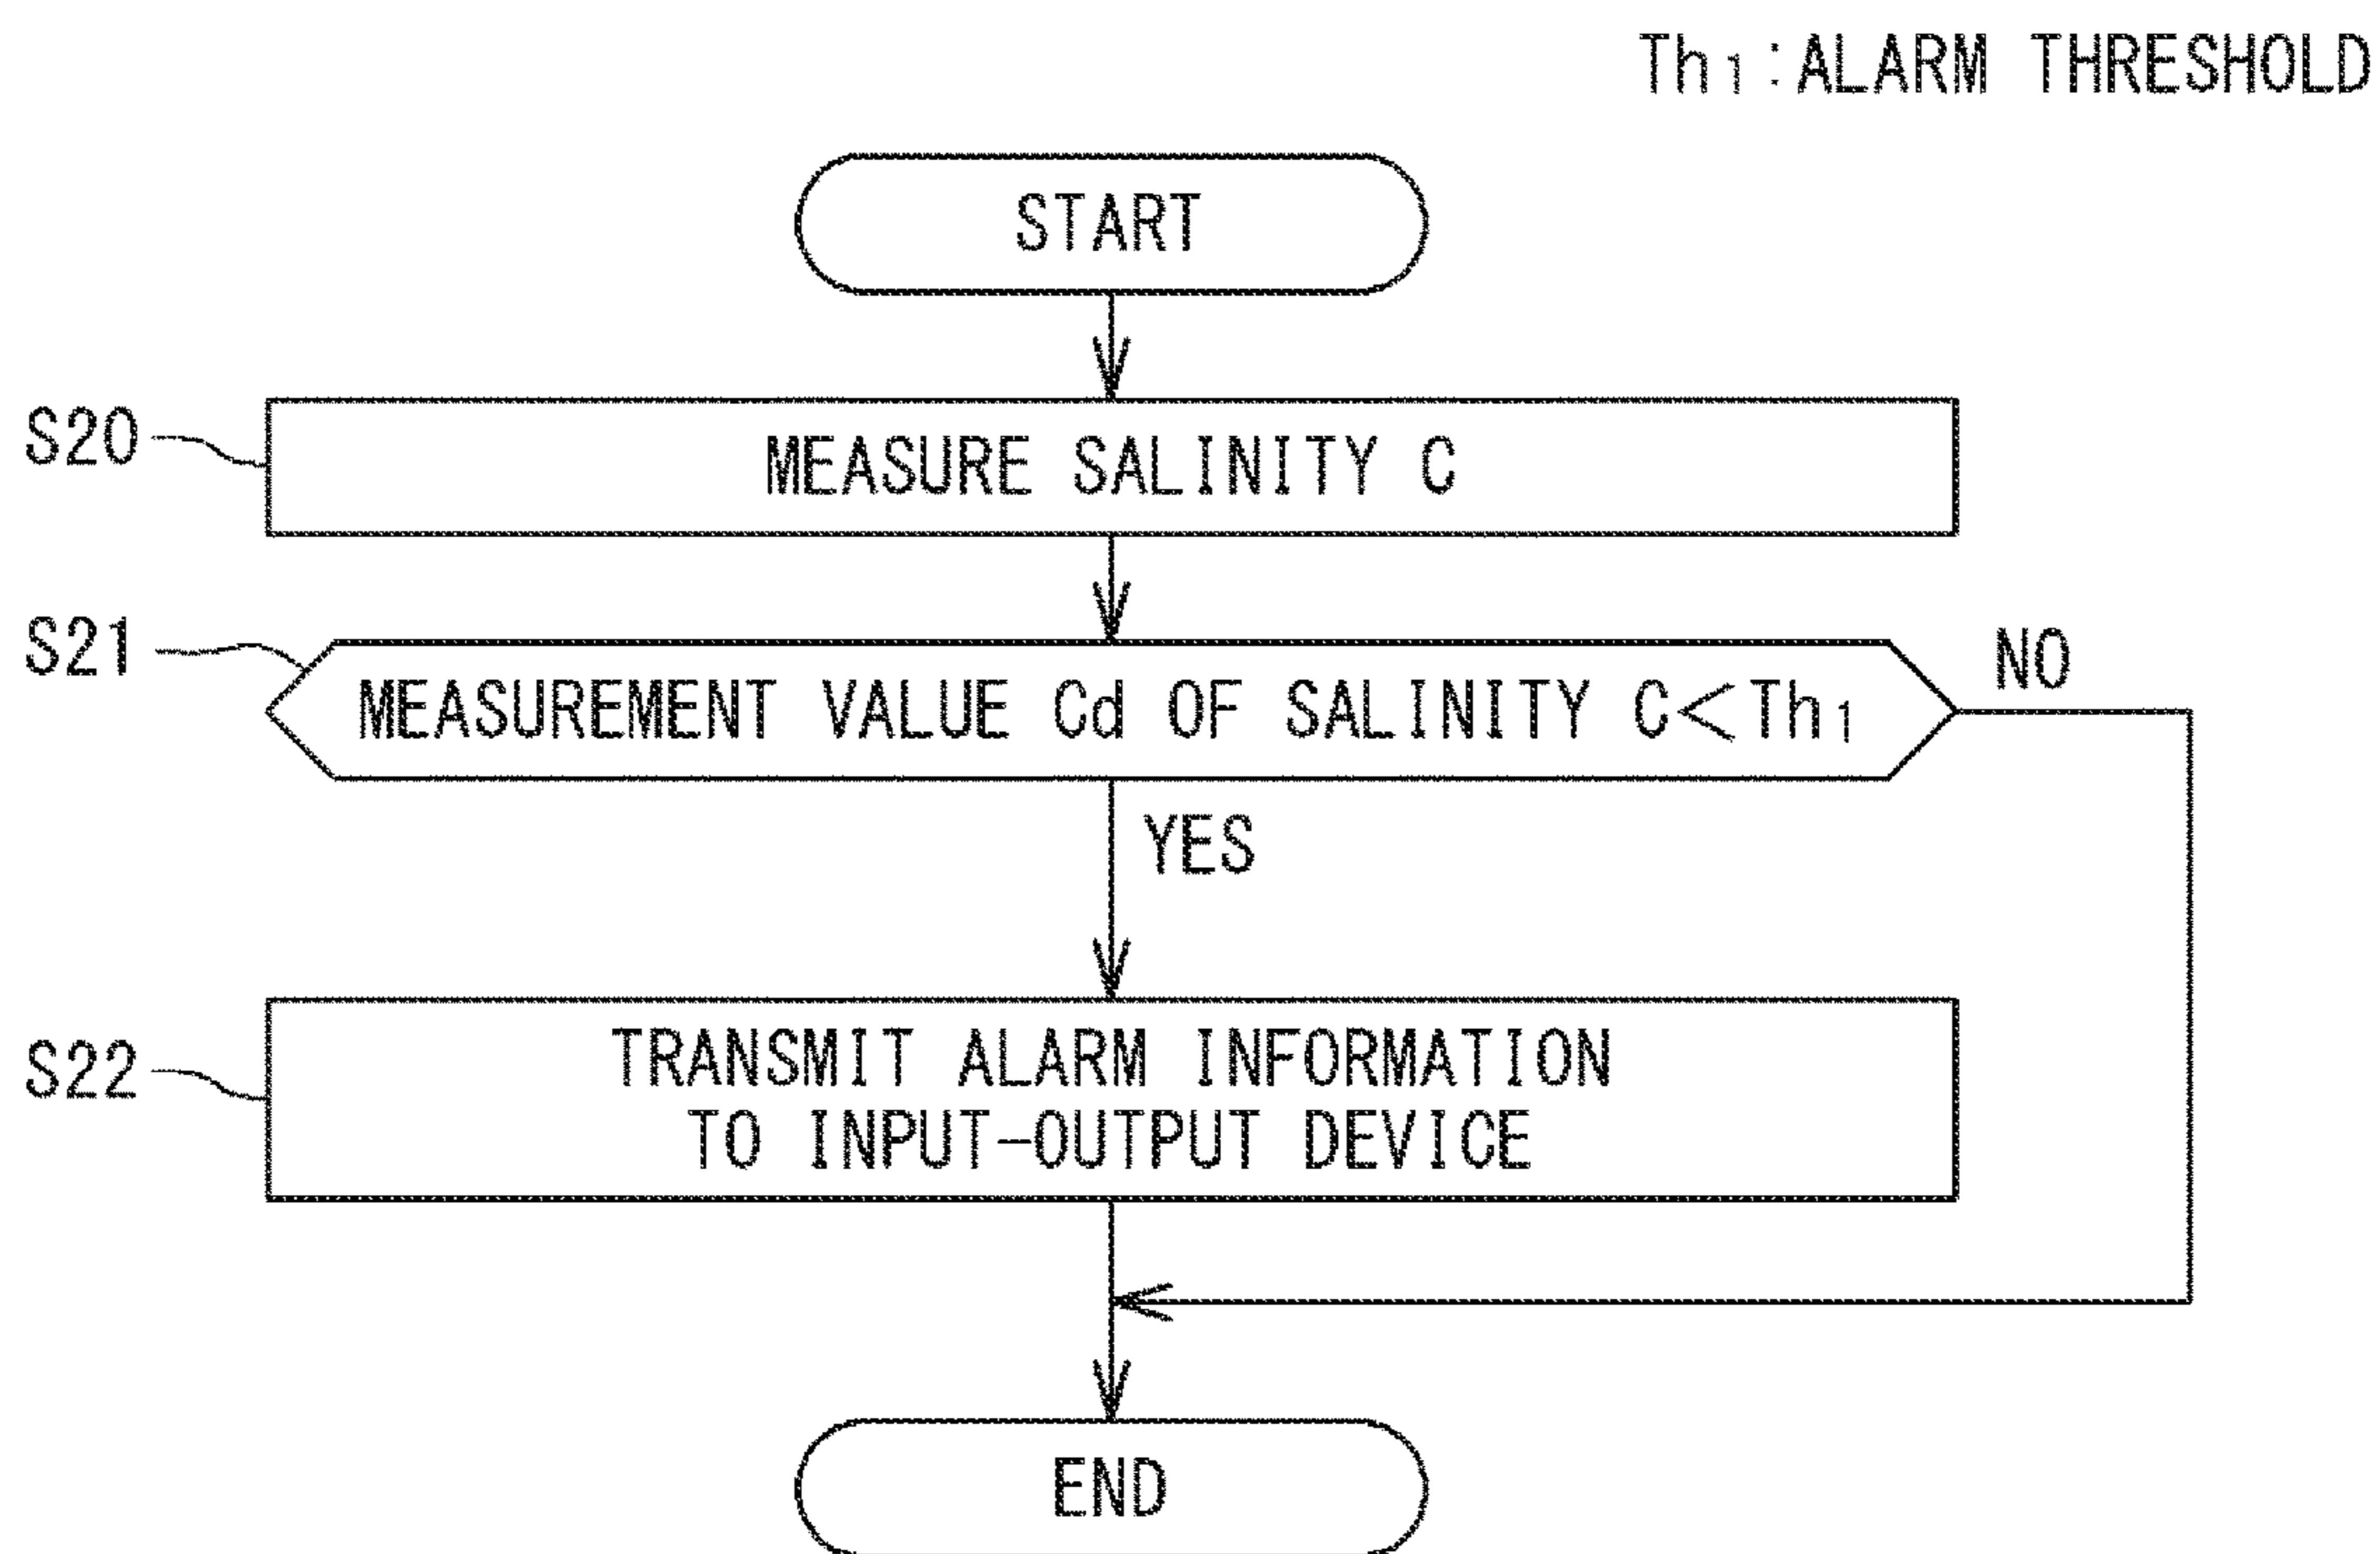 Th₁:ALARM THRESHOLD
START
S20
MEASURE SALINITY C
S21
MEASUREMENT VALUE Cd OF SALINITY C<Th₁
NO
YES
S22
TRANSMIT ALARM INFORMATION
TO INPUT-OUTPUT DEVICE
END